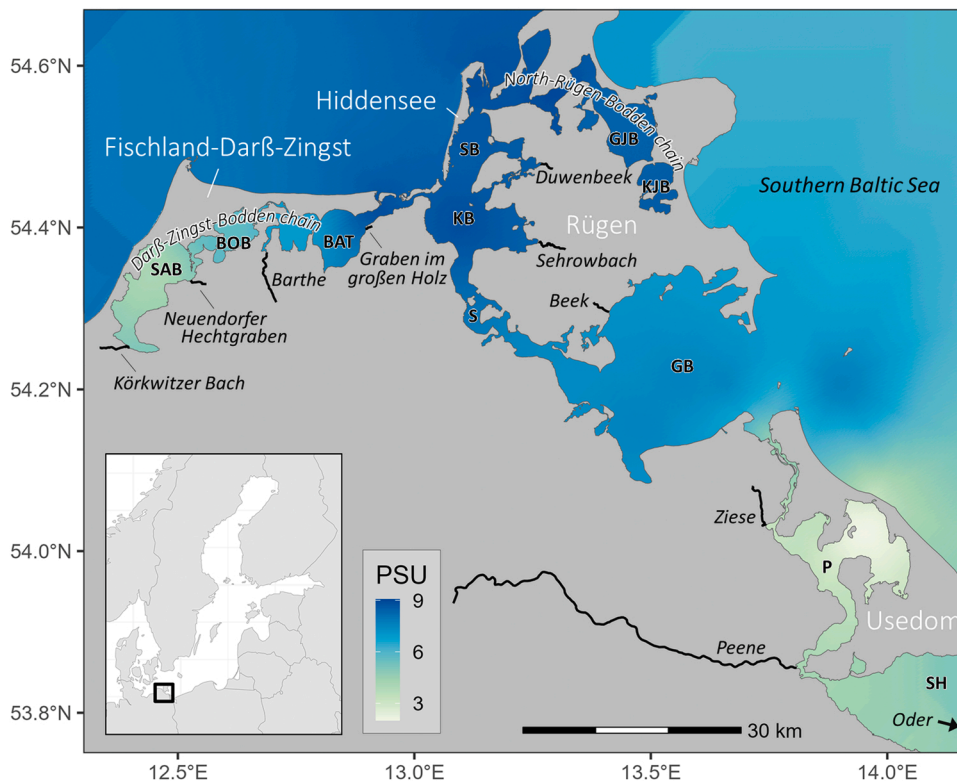 54.6°N
54.4°N
54.2°N
54.0°N
53.8°N
North-Rügen-Bodden chain
Hiddensee
GJB
Fischland-Darß-Zingst
SB
KJB
Duwenbeek
Southern Baltic Sea
Darß-Zingst-Bodden chain
KB
Rügen
BOB
BAT
SAB
Graben im
großen Holz
Sehrowbach
Barthe
Beek
Neuendorfer
Hechtgraben
S
Körkwitzer Bach
GB
Ziese
P
Usedom
PSU
9
6
3
Peene
SH
Oder
30 km
12.5°E
13.0°E
13.5°E
14.0°E